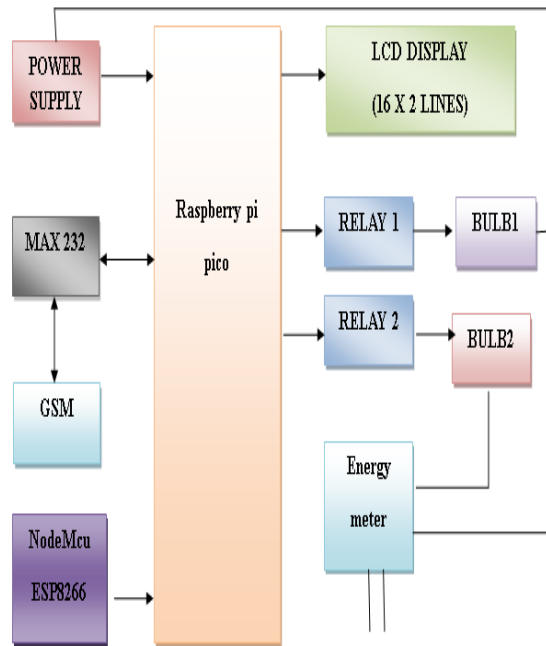 POWER
SUPPLY
LCD DISPLAY
(16 X 2 LINES)
Raspberry pi
pico
MAX 232
RELAY 1
BULB1
RELAY 2
BULB2
GSM
Energy
meter
NodeMcu
ESP8266